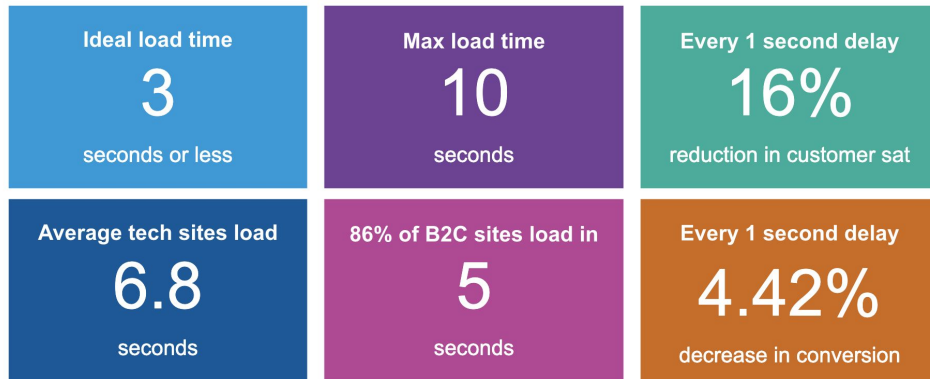 Ideal load time
3
seconds or less
Max load time
10
seconds
Every 1 second delay
16%
reduction in customer sat
Average tech sites load
6.8
seconds
86% of B2C sites load in
5
seconds
Every 1 second delay
4.42%
decrease in conversion